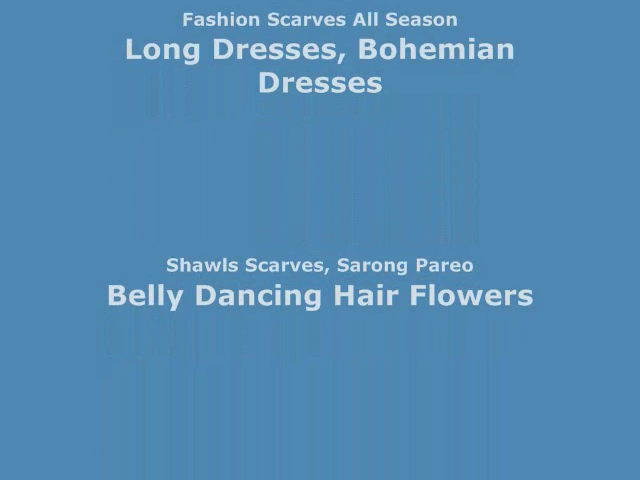 Fashion Scarves All Season
Long Dresses, Bohemian
Dresses
Shawls Scarves, Sarong Pareo
Belly Dancing Hair Flowers